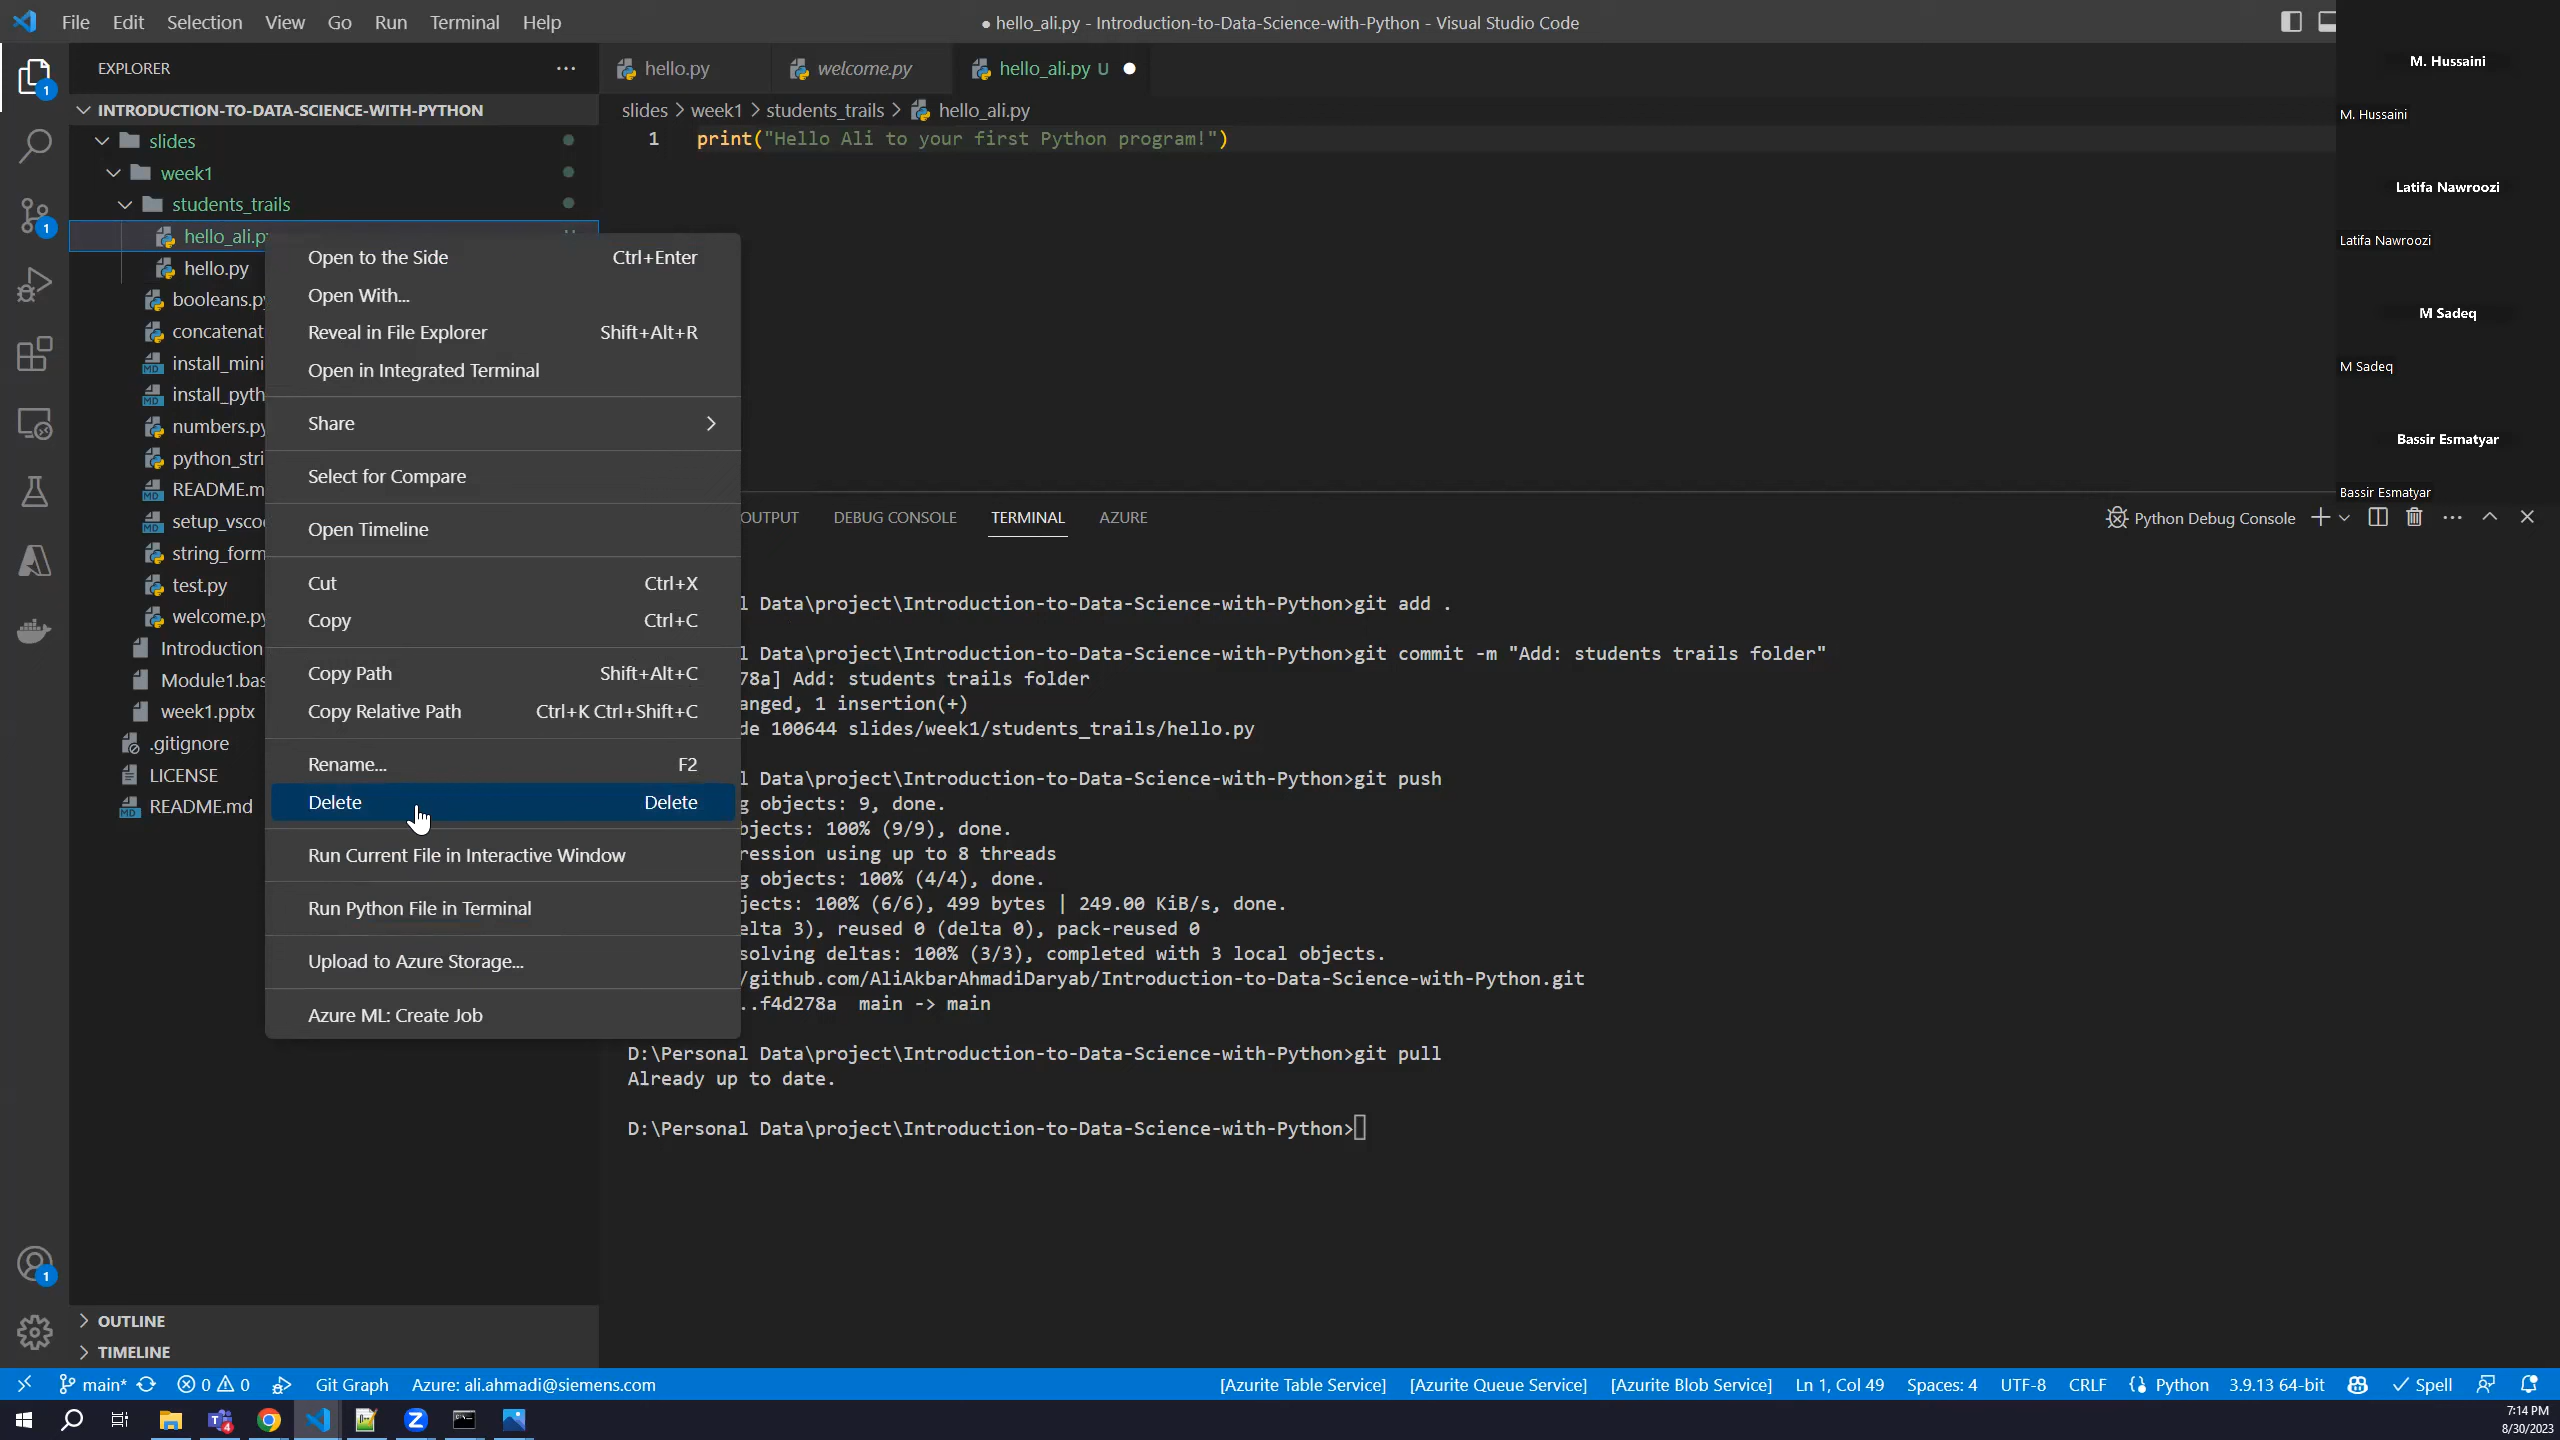 File Edit Selection View Go Run Terminal Help
● hello_ali.py - Introduction-to-Data-Science-with-Python - Visual Studio Code
EXPLORER
INTRODUCTION-TO-DATA-SCIENCE-WITH-PYTHON
slides
week1
students_trails
hello_ali.p
hello.py
booleans.py
concatenat
install_mini
install_pyth
numbers.py
python_stri
README.m
setup_vsco
string_form
test.py
welcome.py
Introduction
Module1.bas
week1.pptx
.gitignore
LICENSE
README.md
OUTLINE
TIMELINE
1
1
1
Open to the Side Ctrl+Enter
Open With...
Reveal in File Explorer Shift+Alt+R
Open in Integrated Terminal
Share
Select for Compare
Open Timeline
Cut Ctrl+X
Copy Ctrl+C
Copy Path Shift+Alt+C
Copy Relative Path Ctrl+K Ctrl+Shift+C
Rename... F2
Delete Delete
Run Current File in Interactive Window
Run Python File in Terminal
Upload to Azure Storage...
Azure ML: Create Job
hello.py welcome.py hello_ali.py U
slides > week1 > students_trails > hello_ali.py
1 print("Hello Ali to your first Python program!")
OUTPUT DEBUG CONSOLE TERMINAL AZURE
Python Debug Console
l Data\project\Introduction-to-Data-Science-with-Python>git add .
l Data\project\Introduction-to-Data-Science-with-Python>git commit -m "Add: students trails folder"
78a] Add: students trails folder
anged, 1 insertion(+)
de 100644 slides/week1/students_trails/hello.py
l Data\project\Introduction-to-Data-Science-with-Python>git push
g objects: 9, done.
bjects: 100% (9/9), done.
ression using up to 8 threads
g objects: 100% (4/4), done.
jects: 100% (6/6), 499 bytes | 249.00 KiB/s, done.
elta 3), reused 0 (delta 0), pack-reused 0
solving deltas: 100% (3/3), completed with 3 local objects.
/github.com/AliAkbarAhmadiDaryab/Introduction-to-Data-Science-with-Python.git
..f4d278a main -> main
D:\Personal Data\project\Introduction-to-Data-Science-with-Python>git pull
Already up to date.
D:\Personal Data\project\Introduction-to-Data-Science-with-Python>
M. Hussaini
M. Hussaini
Latifa Nawroozi
Latifa Nawroozi
M Sadeq
M Sadeq
Bassir Esmatyar
Bassir Esmatyar
main* 0 0 Git Graph Azure: ali.ahmadi@siemens.com [Azurite Table Service] [Azurite Queue Service] [Azurite Blob Service] Ln 1, Col 49 Spaces: 4 UTF-8 CRLF Python 3.9.13 64-bit Spell
7:14 PM
8/30/2023